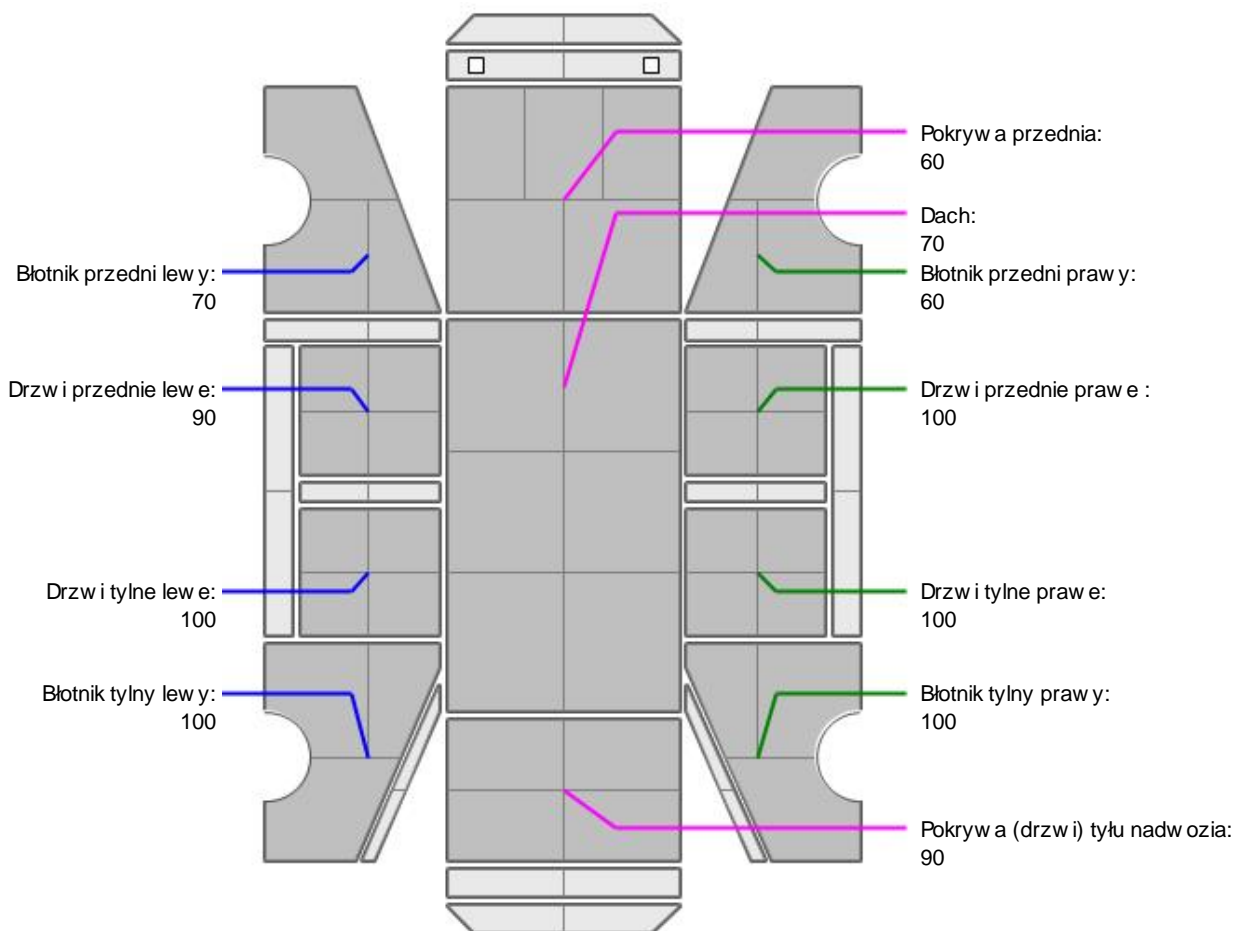 Pokrywa przednia:
60
Dach:
70
Błotnik przedni lewy:
70
Błotnik przedni prawy:
60
Drzwi przednie lewe:
90
Drzwi przednie prawe :
100
Drzwi tylne lewe:
100
Drzwi tylne prawe:
100
Błotnik tylny lewy:
100
Błotnik tylny prawy:
100
Pokrywa (drzwi) tyłu nadwozia:
90